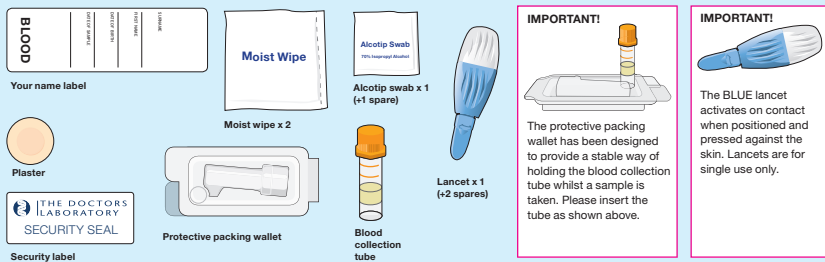 BLOOD
DATE OF SAMPLE
DATE OF BIRTH
FIRST NAME
SURNAME
Your name label
Moist Wipe
Moist wipe x 2
Alcotip Swab
70% Isopropyl Alcohol
Alcotip swab x 1
(+1 spare)
Plaster
THE DOCTORS
LABORATORY
SECURITY SEAL
Security label
Protective packing wallet
Blood
collection
tube
Lancet x 1
(+2 spares)
IMPORTANT!
The protective packing
wallet has been designed
to provide a stable way of
holding the blood collection
tube whilst a sample is
taken. Please insert the
tube as shown above.
IMPORTANT!
The BLUE lancet
activates on contact
when positioned and
pressed against the
skin. Lancets are for
single use only.